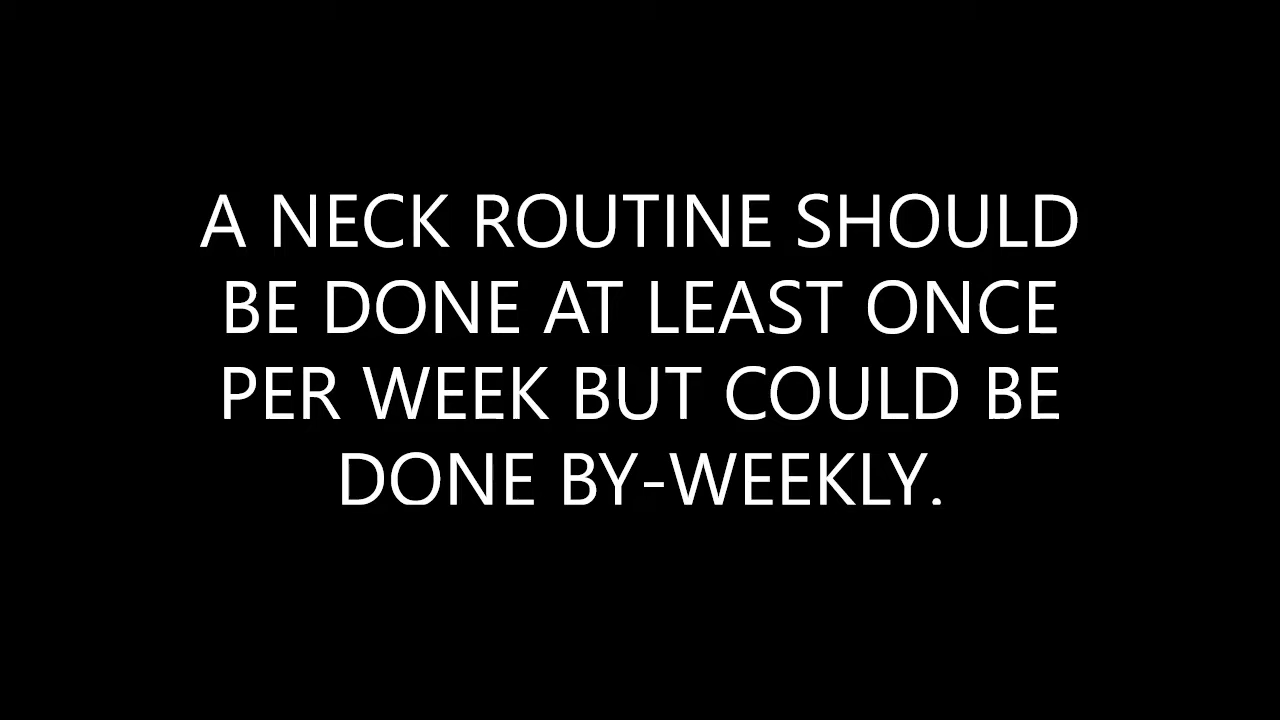 A NECK ROUTINE SHOULD
BE DONE AT LEAST ONCE
PER WEEK BUT COULD BE
DONE BY-WEEKLY.